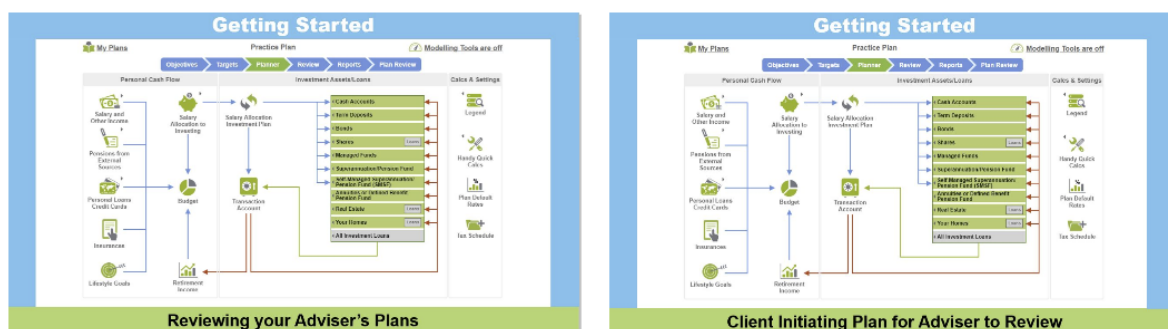 Getting Started
My Plans
Practice Plan
Modelling Tools are off
Objectives
Targets
Planner
Review
Reports
Plan Review
Personal Cash Flow
Investment Assets/Loans
Calcs & Settings
Salary and
Other Income
Salary
Allocation to
Investing
Salary Allocation
Investment Plan
Cash Accounts
Term Deposits
Bonds
Shares
Loans
Managed Funds
Superannuation/Pension Fund
Self Managed Superannuation/
Pension Fund (SMSF)
Annuities or Defined Benefit
Pension Fund
Real Estate
Loans
Your Homes
Loans
All Investment Loans
Legend
Pensions from
External
Sources
Handy Quick
Calcs
Personal Loans
Credit Cards
Budget
Transaction
Account
Plan Default
Rates
Insurances
Tax Schedule
Lifestyle Goals
Retirement
Income
Reviewing your Adviser's Plans
Getting Started
My Plans
Practice Plan
Modelling Tools are off
Objectives
Targets
Planner
Review
Reports
Plan Review
Personal Cash Flow
Investment Assets/Loans
Calcs & Settings
Salary and
Other Income
Salary
Allocation to
Investing
Salary Allocation
Investment Plan
Cash Accounts
Term Deposits
Bonds
Shares
Loans
Managed Funds
Superannuation/Pension Fund
Self Managed Superannuation/
Pension Fund (SMSF)
Annuities or Defined Benefit
Pension Fund
Real Estate
Loans
Your Homes
Loans
All Investment Loans
Legend
Pensions from
External
Sources
Handy Quick
Calcs
Personal Loans
Credit Cards
Budget
Transaction
Account
Plan Default
Rates
Insurances
Tax Schedule
Lifestyle Goals
Retirement
Income
Client Initiating Plan for Adviser to Review